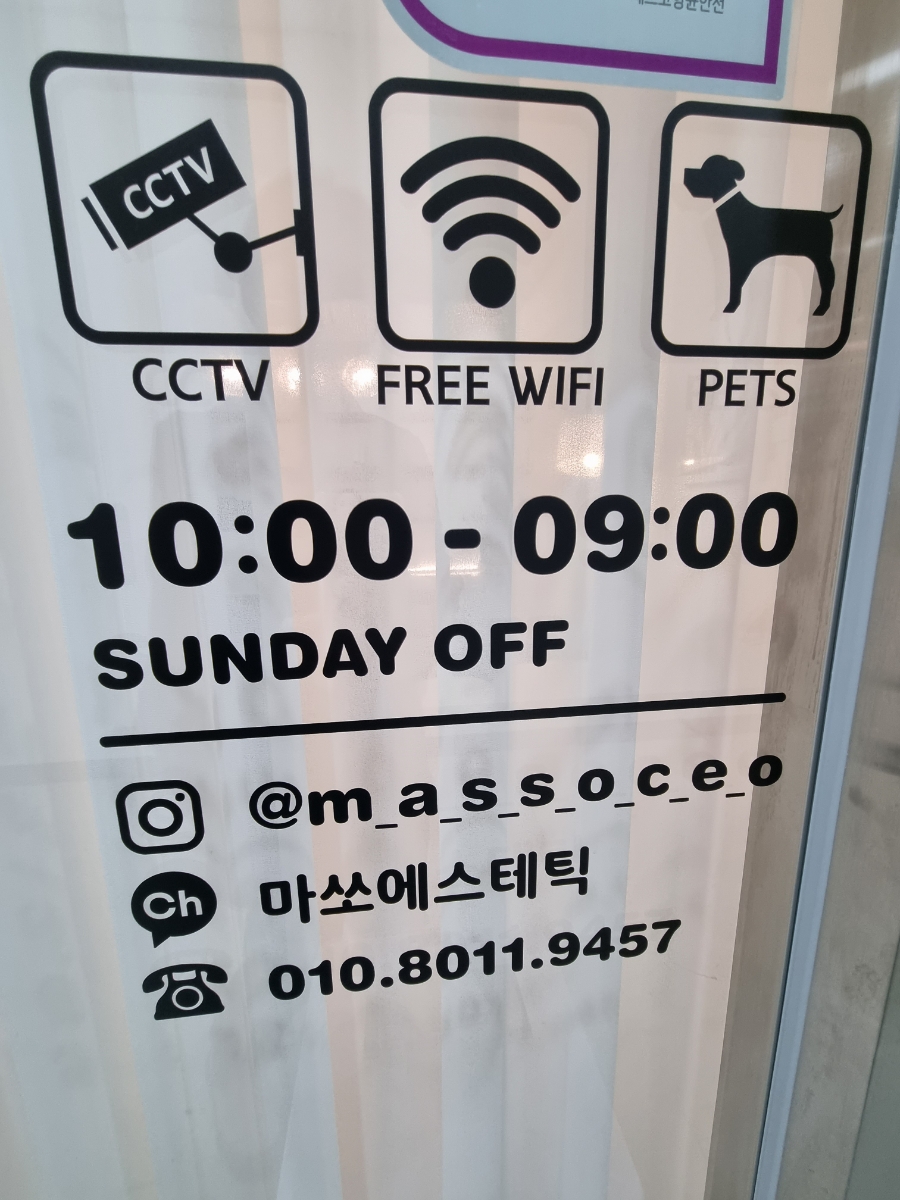 CCTV
CCTV
FREE WIFI
PETS
10:00 - 09:00
SUNDAY OFF
@m_a_s_s_o_c_e_o
Ch
마쏘에스테틱
010.8011.9457